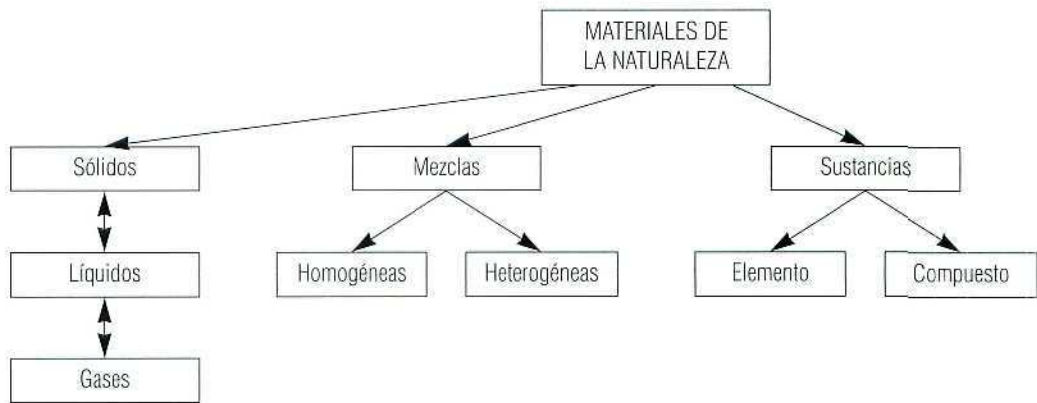 MATERIALES DE
LA NATURALEZA
Sólidos
Mezclas
Sustancias
Líquidos
Homogéneas
Heterogéneas
Elemento
Compuesto
Gases